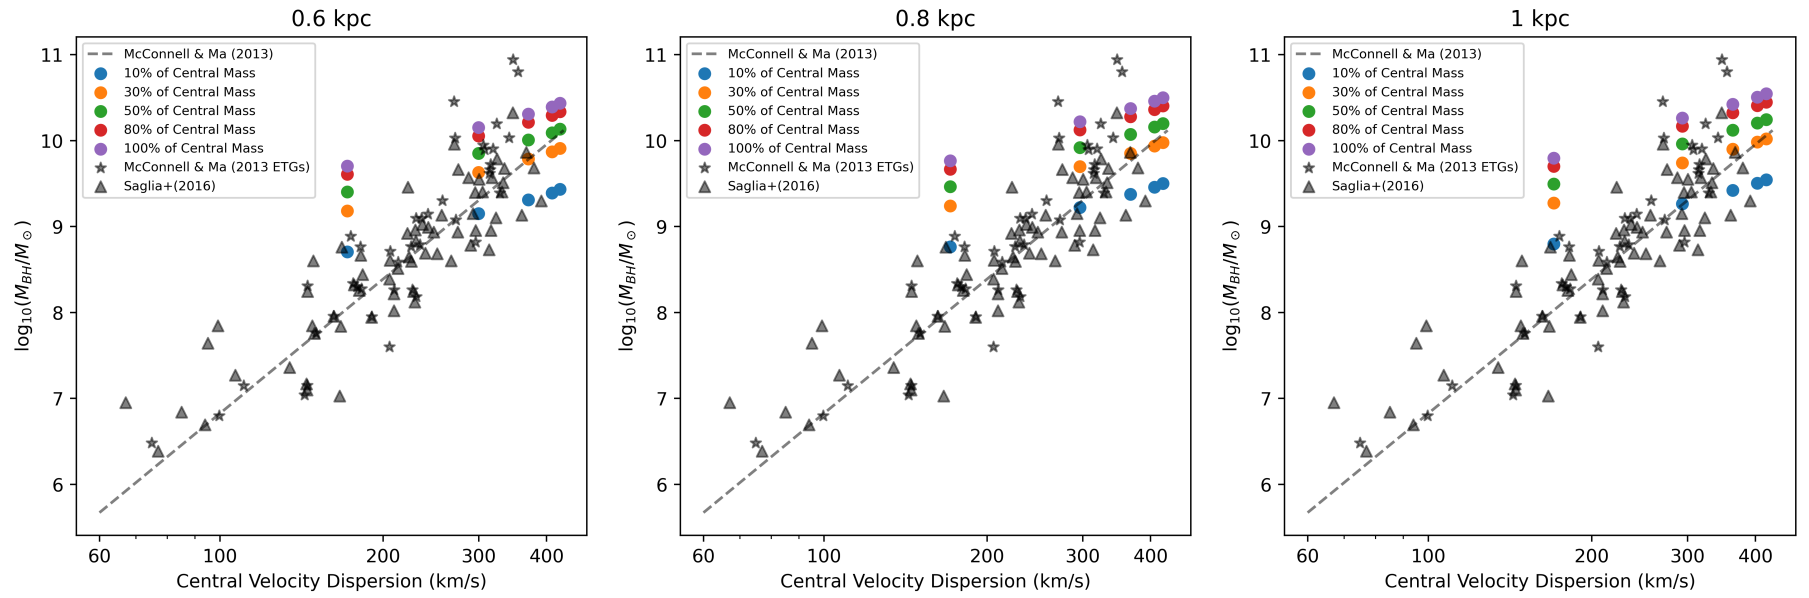 0.6 kpc
11
10
9
8
7
6
log₁₀(M_BH/M_⊙)
McConnell & Ma (2013)
10% of Central Mass
30% of Central Mass
50% of Central Mass
80% of Central Mass
100% of Central Mass
McConnell & Ma (2013 ETGs)
Saglia+(2016)
60 100 200 300 400
Central Velocity Dispersion (km/s)
0.8 kpc
11
10
9
8
7
6
log₁₀(M_BH/M_⊙)
McConnell & Ma (2013)
10% of Central Mass
30% of Central Mass
50% of Central Mass
80% of Central Mass
100% of Central Mass
McConnell & Ma (2013 ETGs)
Saglia+(2016)
60 100 200 300 400
Central Velocity Dispersion (km/s)
1 kpc
11
10
9
8
7
6
log₁₀(M_BH/M_⊙)
McConnell & Ma (2013)
10% of Central Mass
30% of Central Mass
50% of Central Mass
80% of Central Mass
100% of Central Mass
McConnell & Ma (2013 ETGs)
Saglia+(2016)
60 100 200 300 400
Central Velocity Dispersion (km/s)